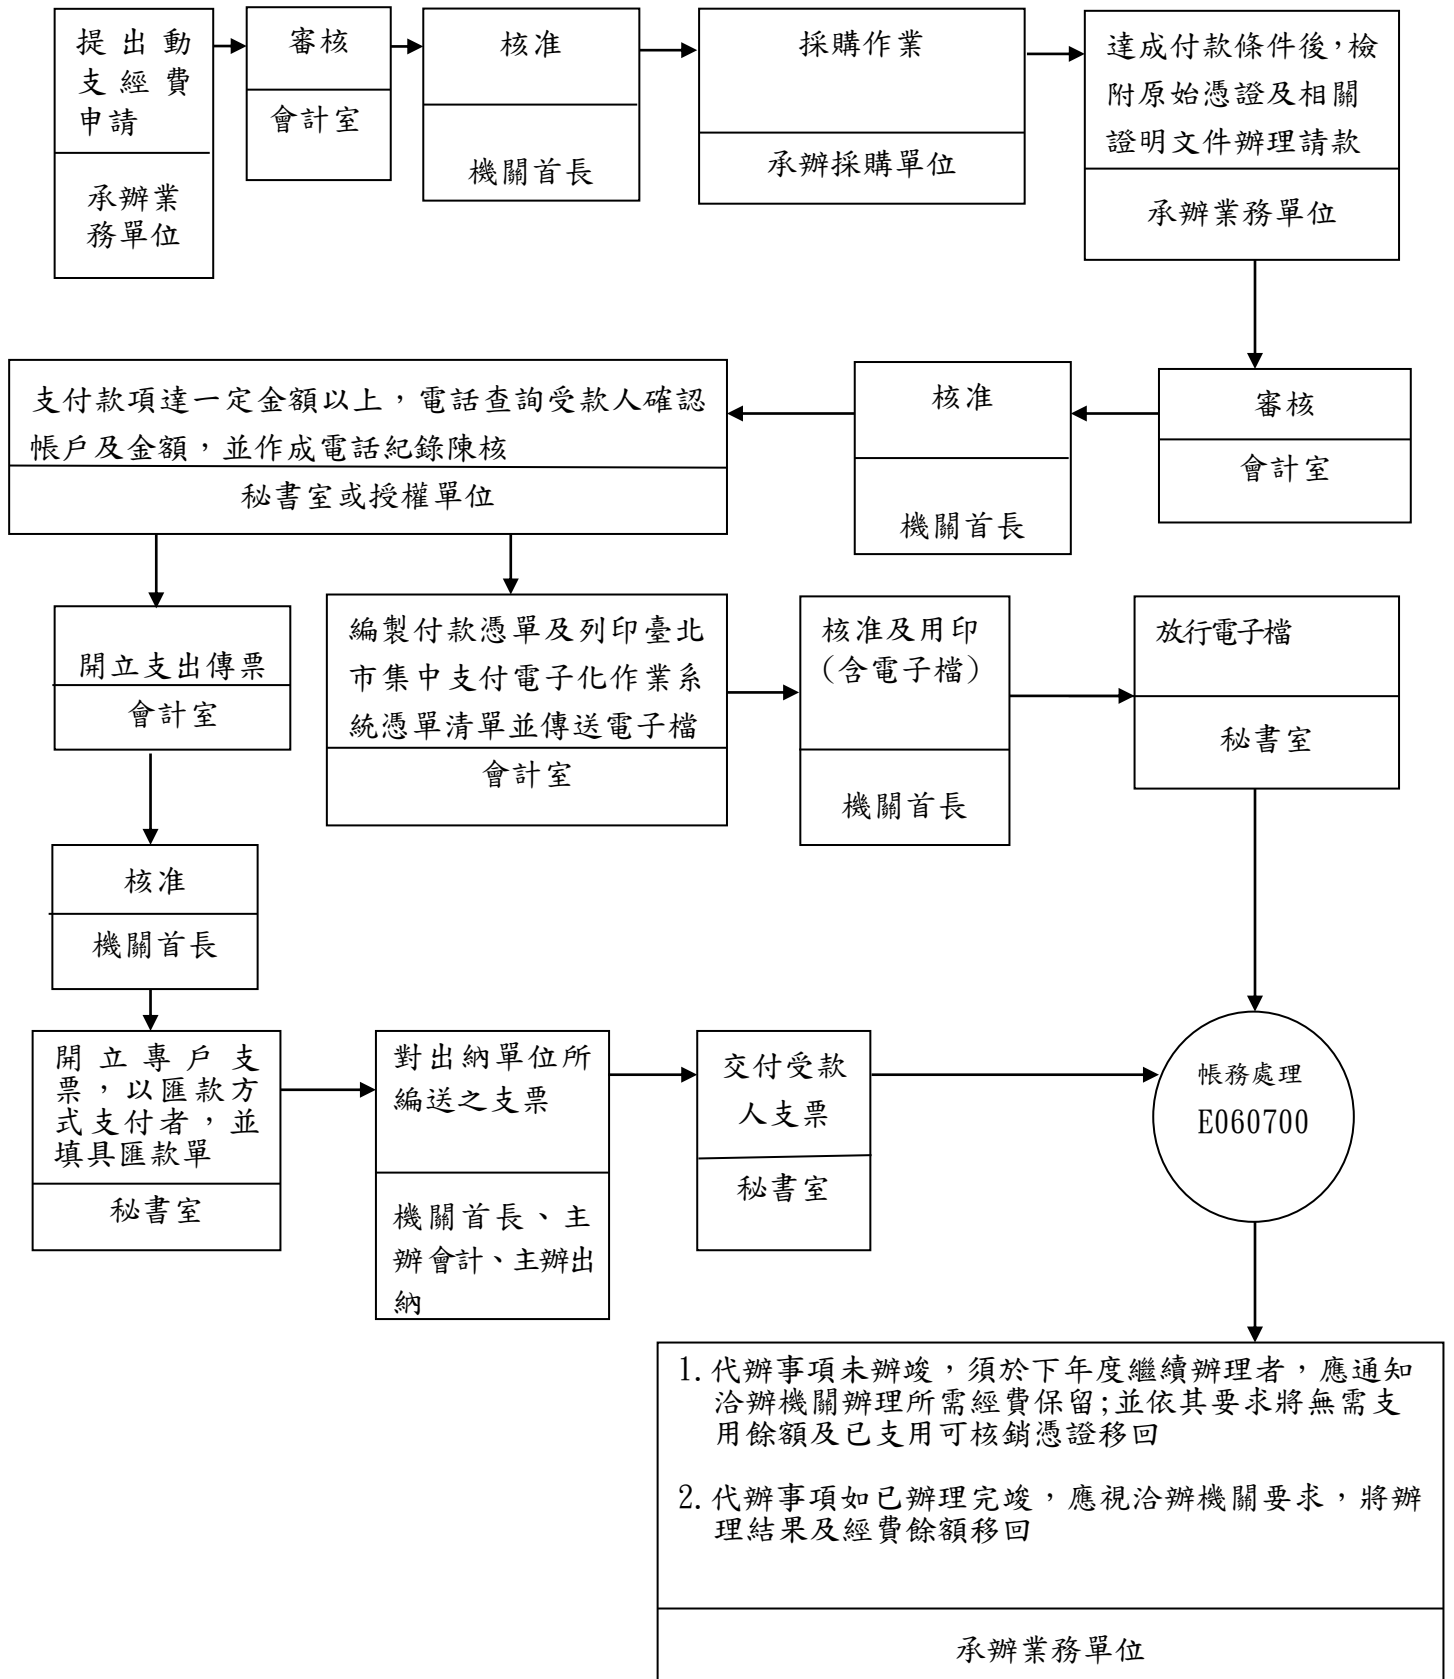 提出動
支經費
申請
承辦業
務單位
審核
會計室
核准
機關首長
採購作業
承辦採購單位
達成付款條件後,檢
附原始憑證及相關
證明文件辦理請款
承辦業務單位
審核
會計室
核准
機關首長
支付款項達一定金額以上,電話查詢受款人確認
帳戶及金額,並作成電話紀錄陳核
秘書室或授權單位
開立支出傳票
會計室
編製付款憑單及列印臺北
市集中支付電子化作業系
統憑單清單並傳送電子檔
會計室
核准及用印
(含電子檔)
機關首長
放行電子檔
秘書室
核准
機關首長
開立專戶支
票,以匯款方
式支付者,並
填具匯款單
秘書室
對出納單位所
編送之支票
機關首長、主
辦會計、主辦出
納
交付受款
人支票
秘書室
帳務處理
E060700
1.代辦事項未辦竣,須於下年度繼續辦理者,應通知
洽辦機關辦理所需經費保留;並依其要求將無需支
用餘額及已支用可核銷憑證移回
2.代辦事項如已辦理完竣,應視洽辦機關要求,將辦
理結果及經費餘額移回
承辦業務單位